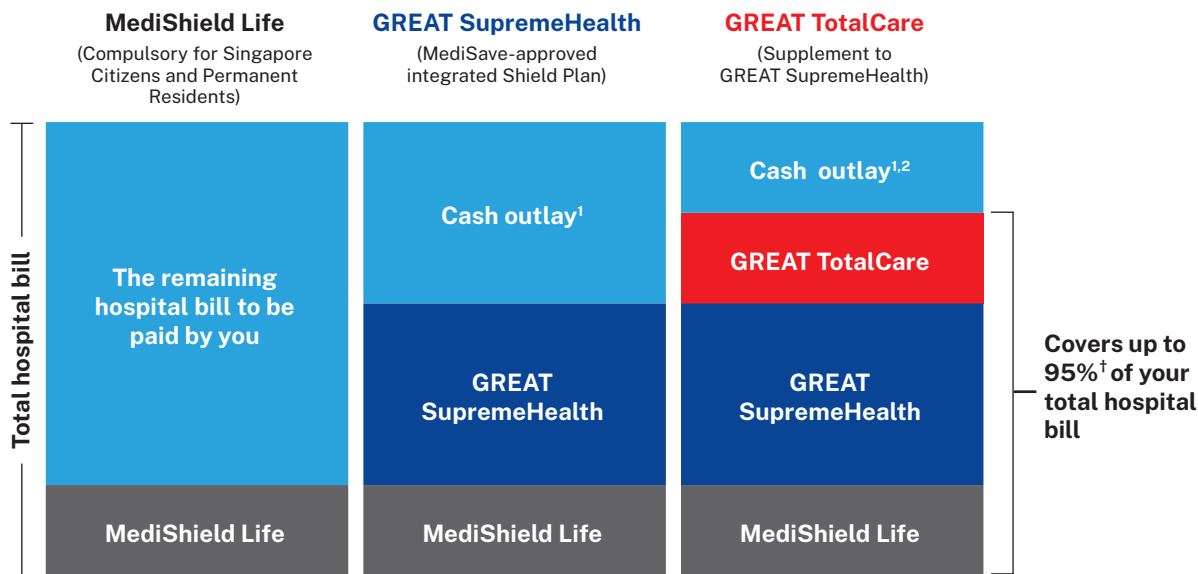 MediShield Life
(Compulsory for Singapore
Citizens and Permanent
Residents)
GREAT SupremeHealth
(MediSave-approved
integrated Shield Plan)
GREAT TotalCare
(Supplement to
GREAT SupremeHealth)
Total hospital bill
The remaining
hospital bill to be
paid by you
MediShield Life
Cash outlay¹
GREAT
SupremeHealth
MediShield Life
Cash outlay¹,²
GREAT TotalCare
GREAT
SupremeHealth
MediShield Life
Covers up to
95%† of your
total hospital
bill